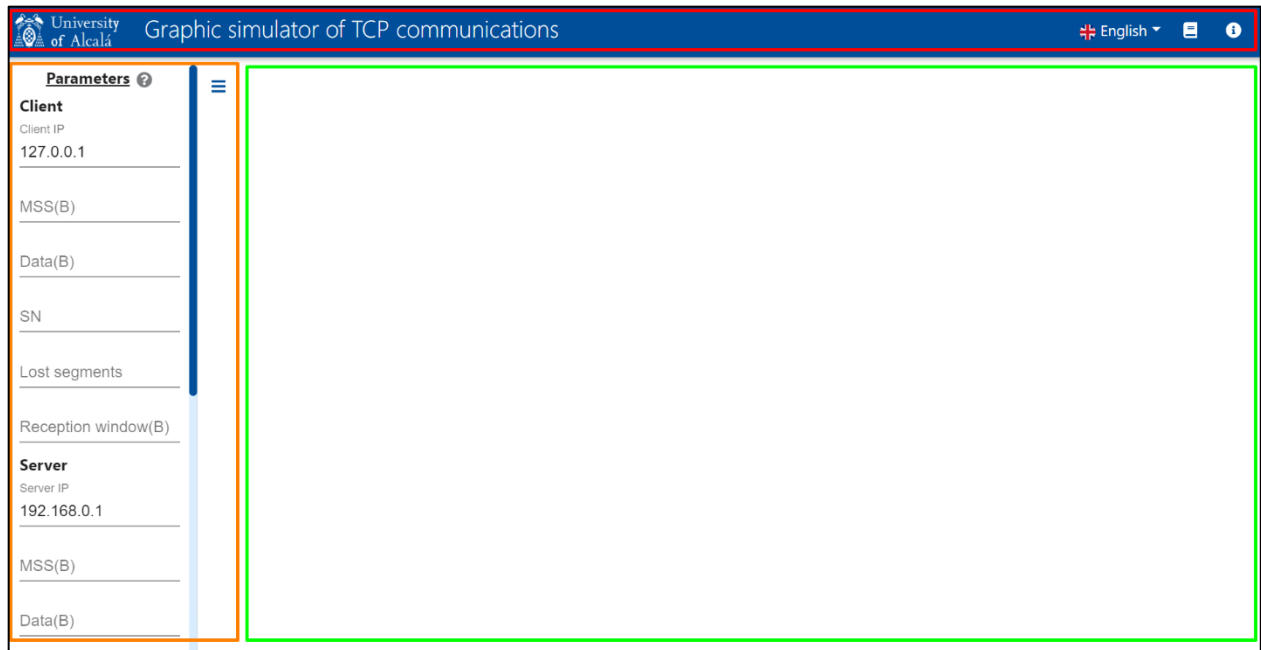 University
of Alcalá
Graphic simulator of TCP communications
English
Parameters
Client
Client IP
127.0.0.1
MSS(B)
Data(B)
SN
Lost segments
Reception window(B)
Server
Server IP
192.168.0.1
MSS(B)
Data(B)